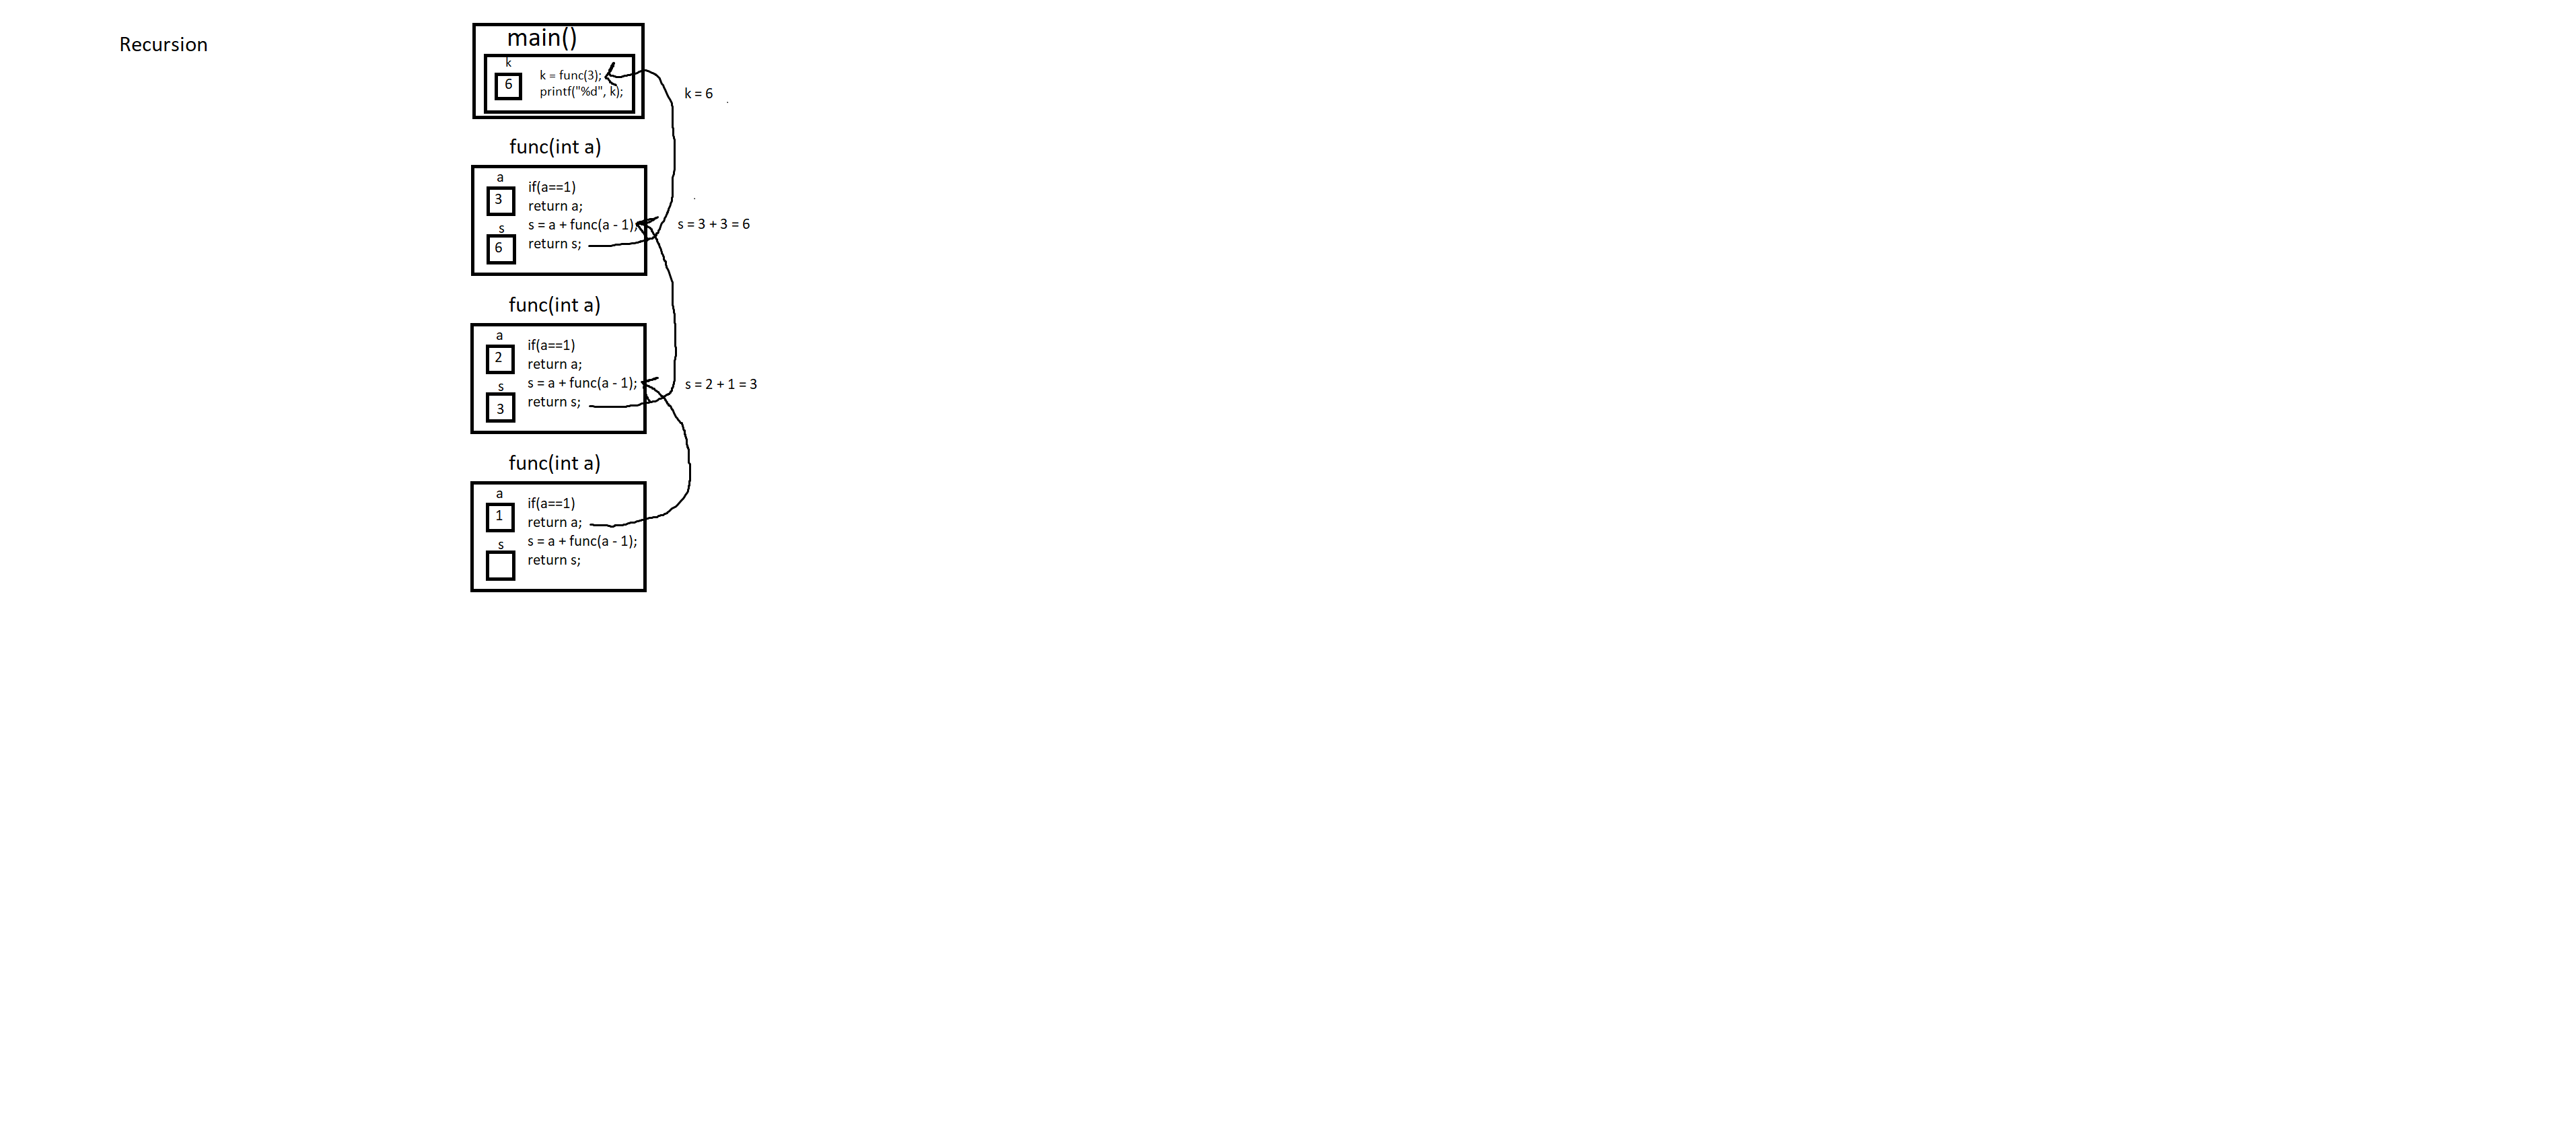 Recursion
main()
k
6
k = func(3);
printf("%d", k);
k = 6
func(int a)
a
3
if(a==1)
return a;
s = a + func(a - 1);
s
6
return s;
s = 3 + 3 = 6
func(int a)
a
2
if(a==1)
return a;
s = a + func(a - 1);
s
3
return s;
s = 2 + 1 = 3
func(int a)
a
1
if(a==1)
return a;
s = a + func(a - 1);
s
return s;